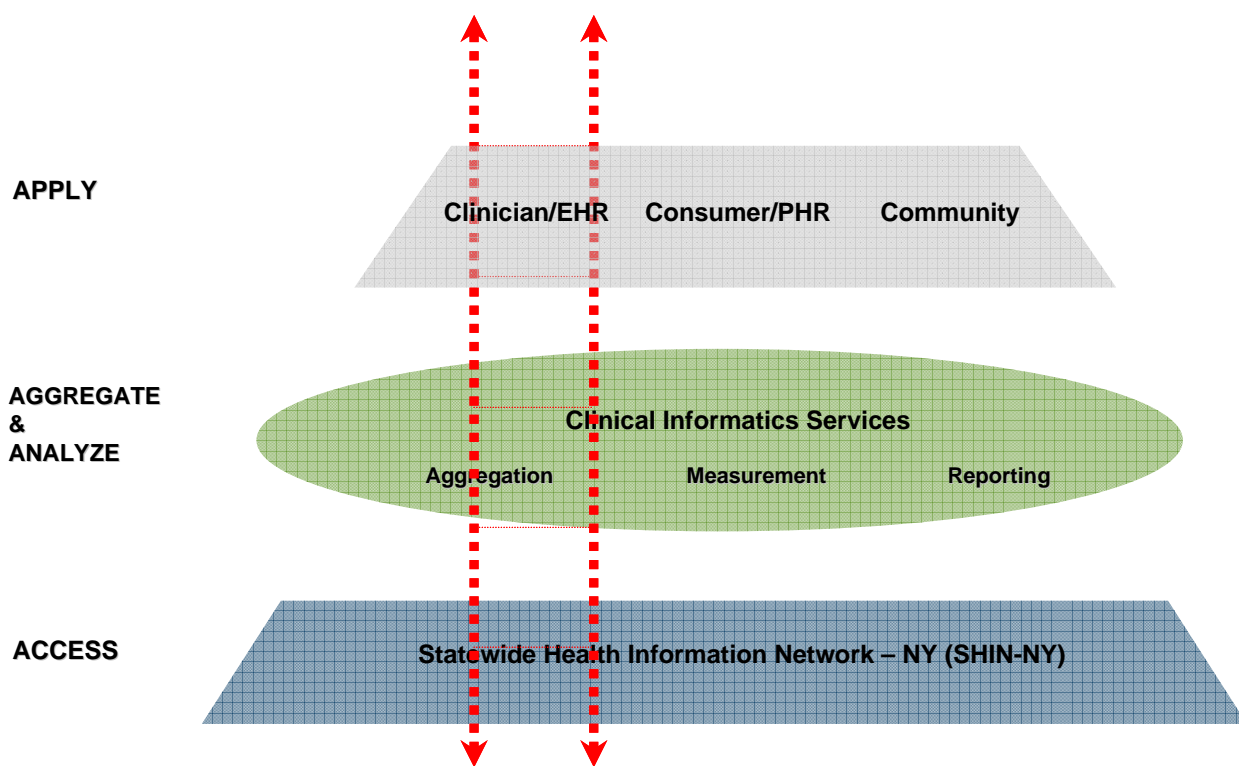 APPLY
Clinician/EHR Consumer/PHR Community
AGGREGATE
&
ANALYZE
Clinical Informatics Services
Aggregation Measurement Reporting
ACCESS
Statewide Health Information Network – NY (SHIN-NY)